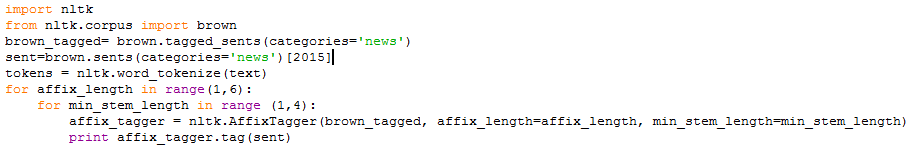 import nltk
from nltk.corpus import brown
brown_tagged= brown.tagged_sents(categories='news')
sent=brown.sents(categories='news')[2015]
tokens = nltk.word_tokenize(text)
for affix_length in range(1,6):
    for min_stem_length in range (1,4):
        affix_tagger = nltk.AffixTagger(brown_tagged, affix_length=affix_length, min_stem_length=min_stem_length)
        print affix_tagger.tag(sent)